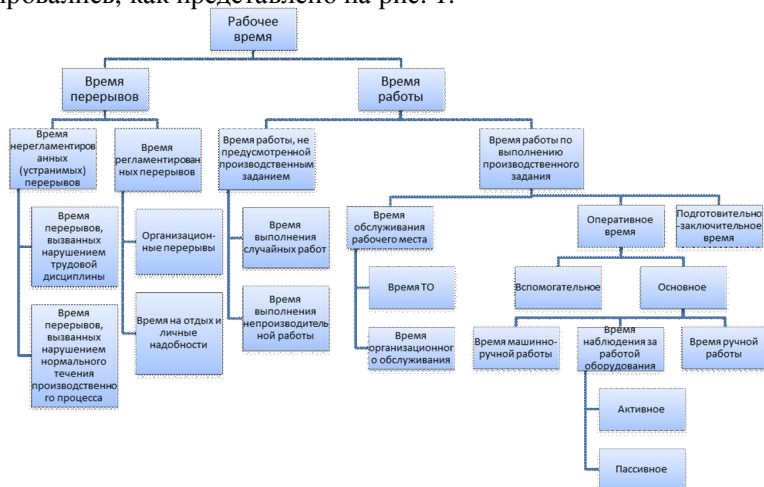 ировались, как представлено на рис. 1.
Рабочее
время
Время
перерывов
Время
работы
Время
нерегламентиров
анных
(устранимых)
перерывов
Время
регламентирован
ных перерывов
Время работы, не
предусмотренной
производственным
заданием
Время работы по
выполнению
производственного
задания
Время
перерывов,
вызванных
нарушением
трудовой
дисциплины
Организацион-
ные перерывы
Время
выполнения
случайных работ
Время
обслуживания
рабочего места
Оперативное
время
Подготовительно
-заключительное
время
Время ТО
Вспомогательное
Основное
Время
перерывов,
вызванных
нарушением
нормального
течения
производственно
го процесса
Время на отдых и
личные
надобности
Время
выполнения
непроизводитель
ной работы
Время
организационног
о обслуживания
Время машинно-
ручной работы
Время
наблюдения за
работой
оборудования
Время ручной
работы
Активное
Пассивное